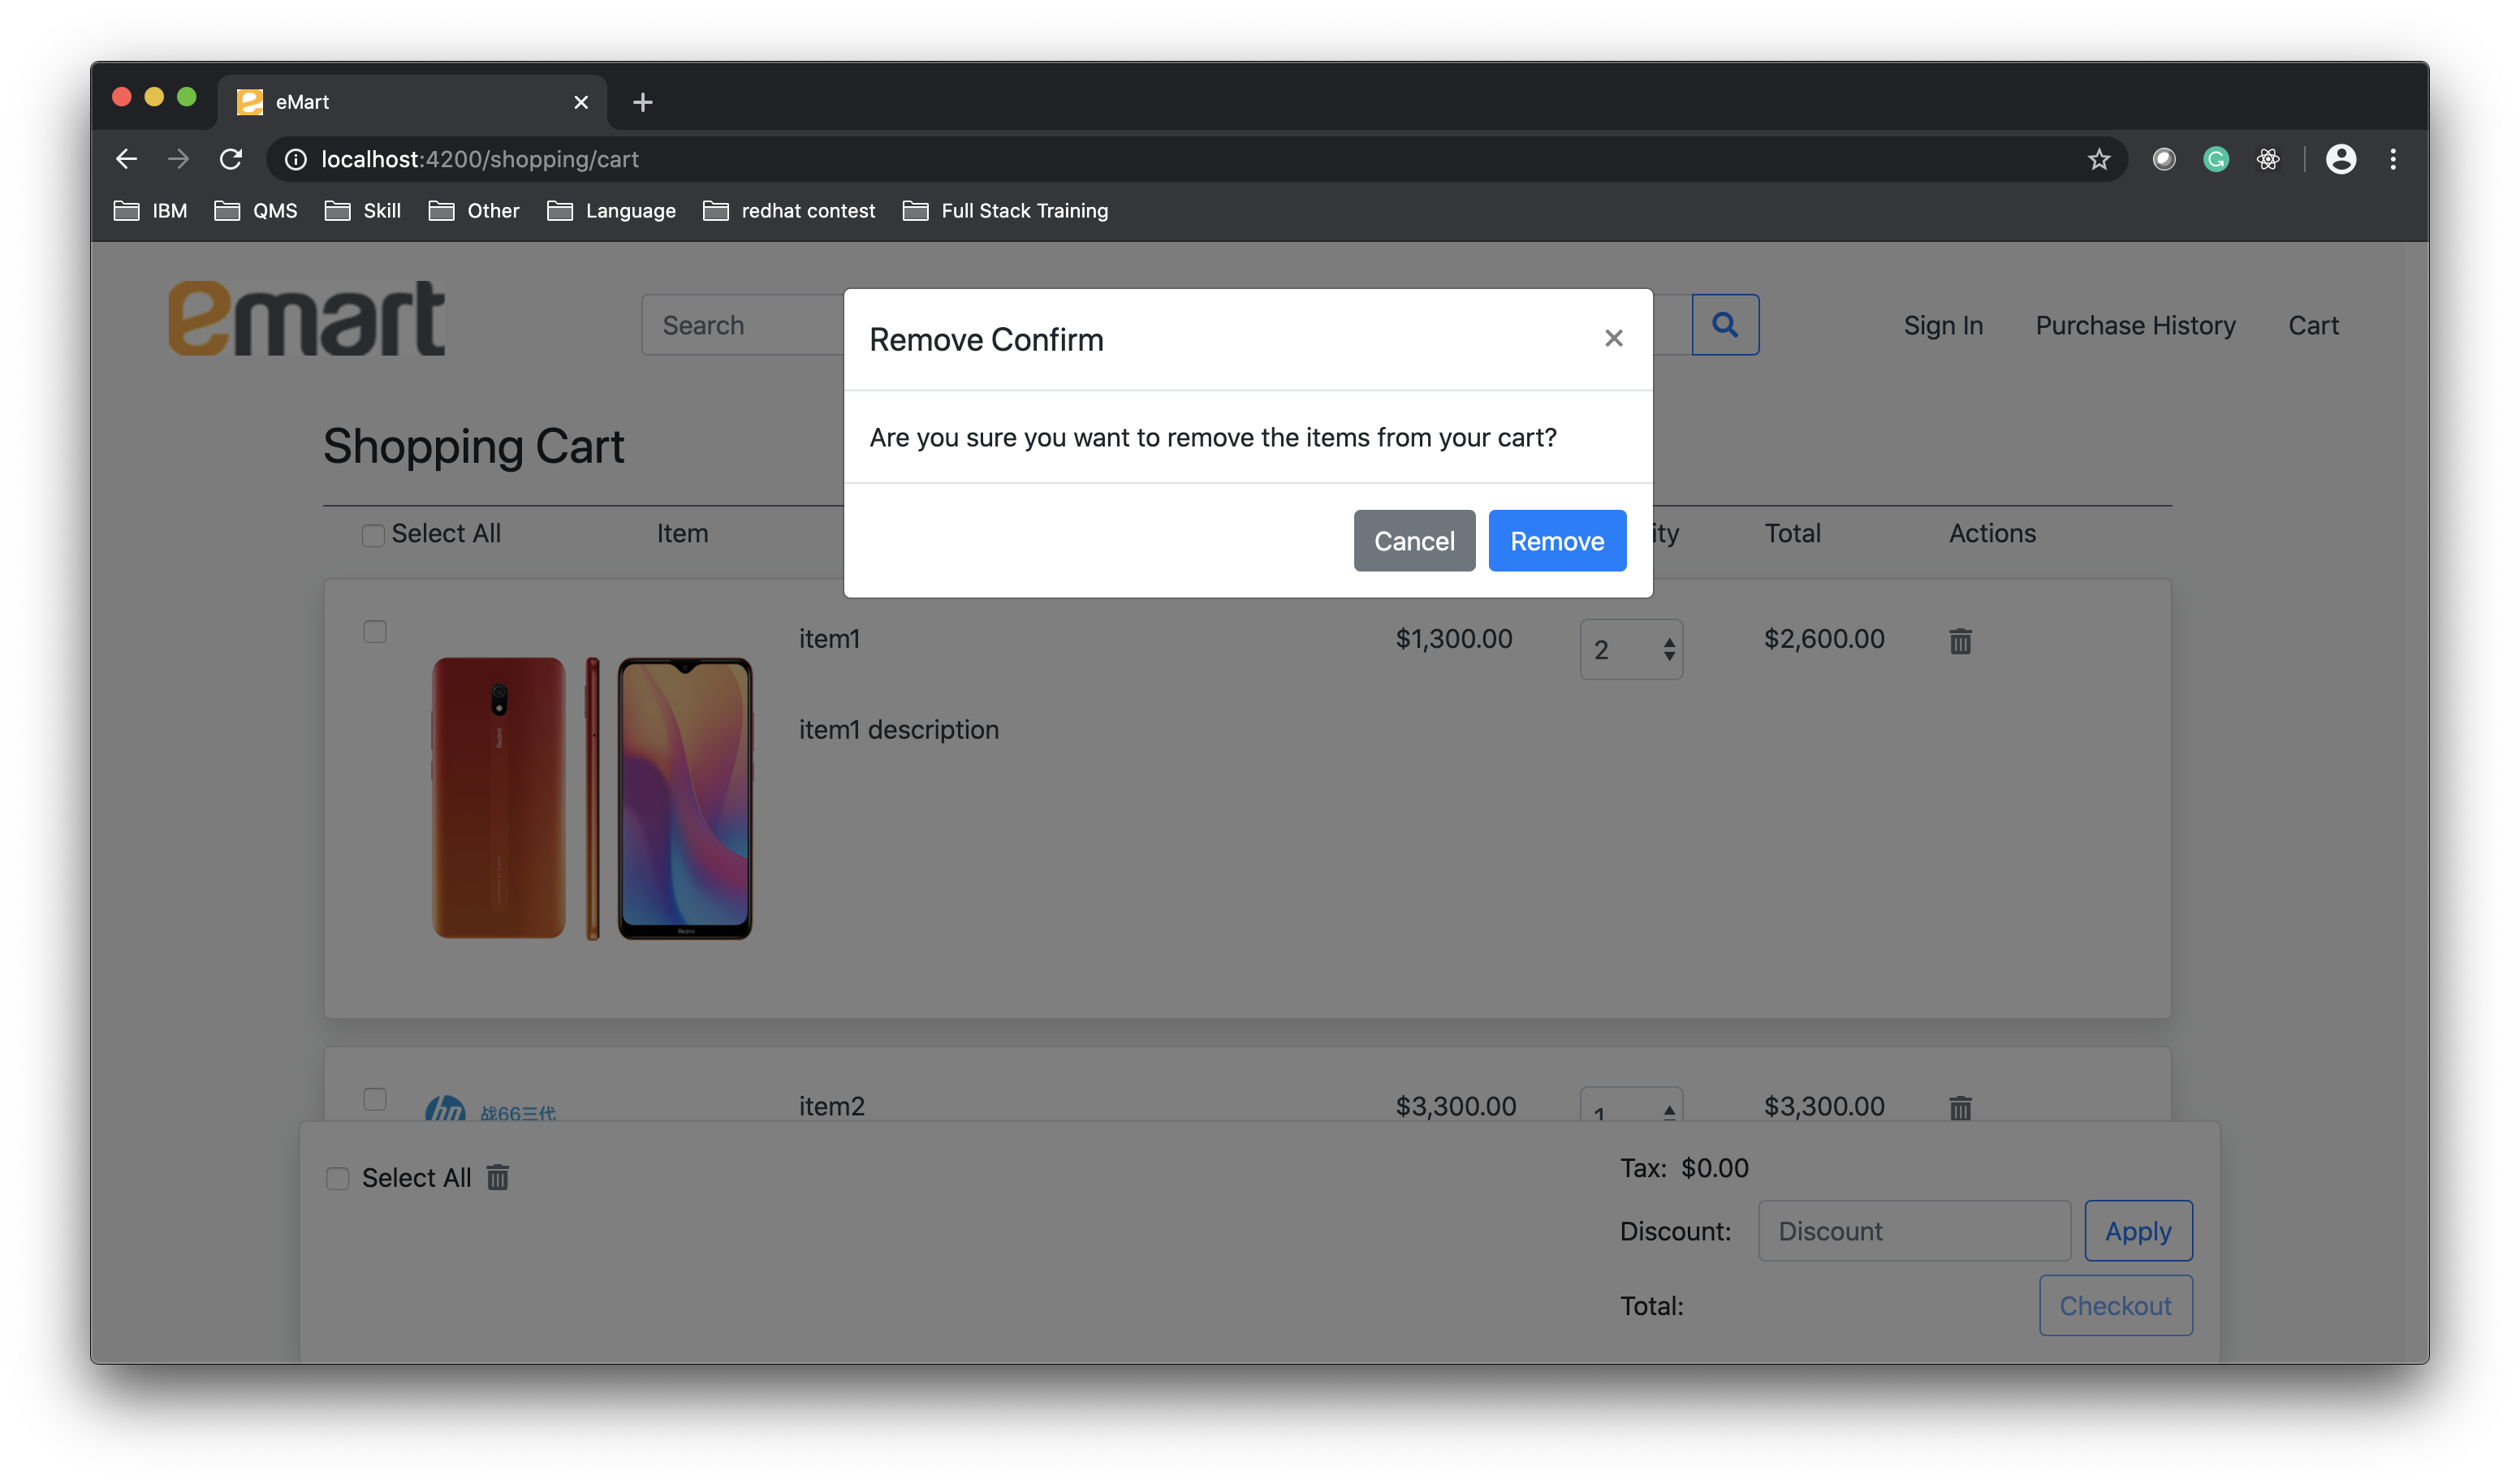 eMart
localhost:4200/shopping/cart
IBM QMS Skill Other Language redhat contest Full Stack Training
emart
Search
Sign In Purchase History Cart
Remove Confirm
Are you sure you want to remove the items from your cart?
Cancel Remove
Shopping Cart
Select All Item ity Total Actions
item1 $1,300.00 2 $2,600.00
item1 description
Redmi
Redmi
hp 战66三代 item2 $3,300.00 1 $3,300.00
Select All
Tax: $0.00
Discount: Discount Apply
Total: Checkout